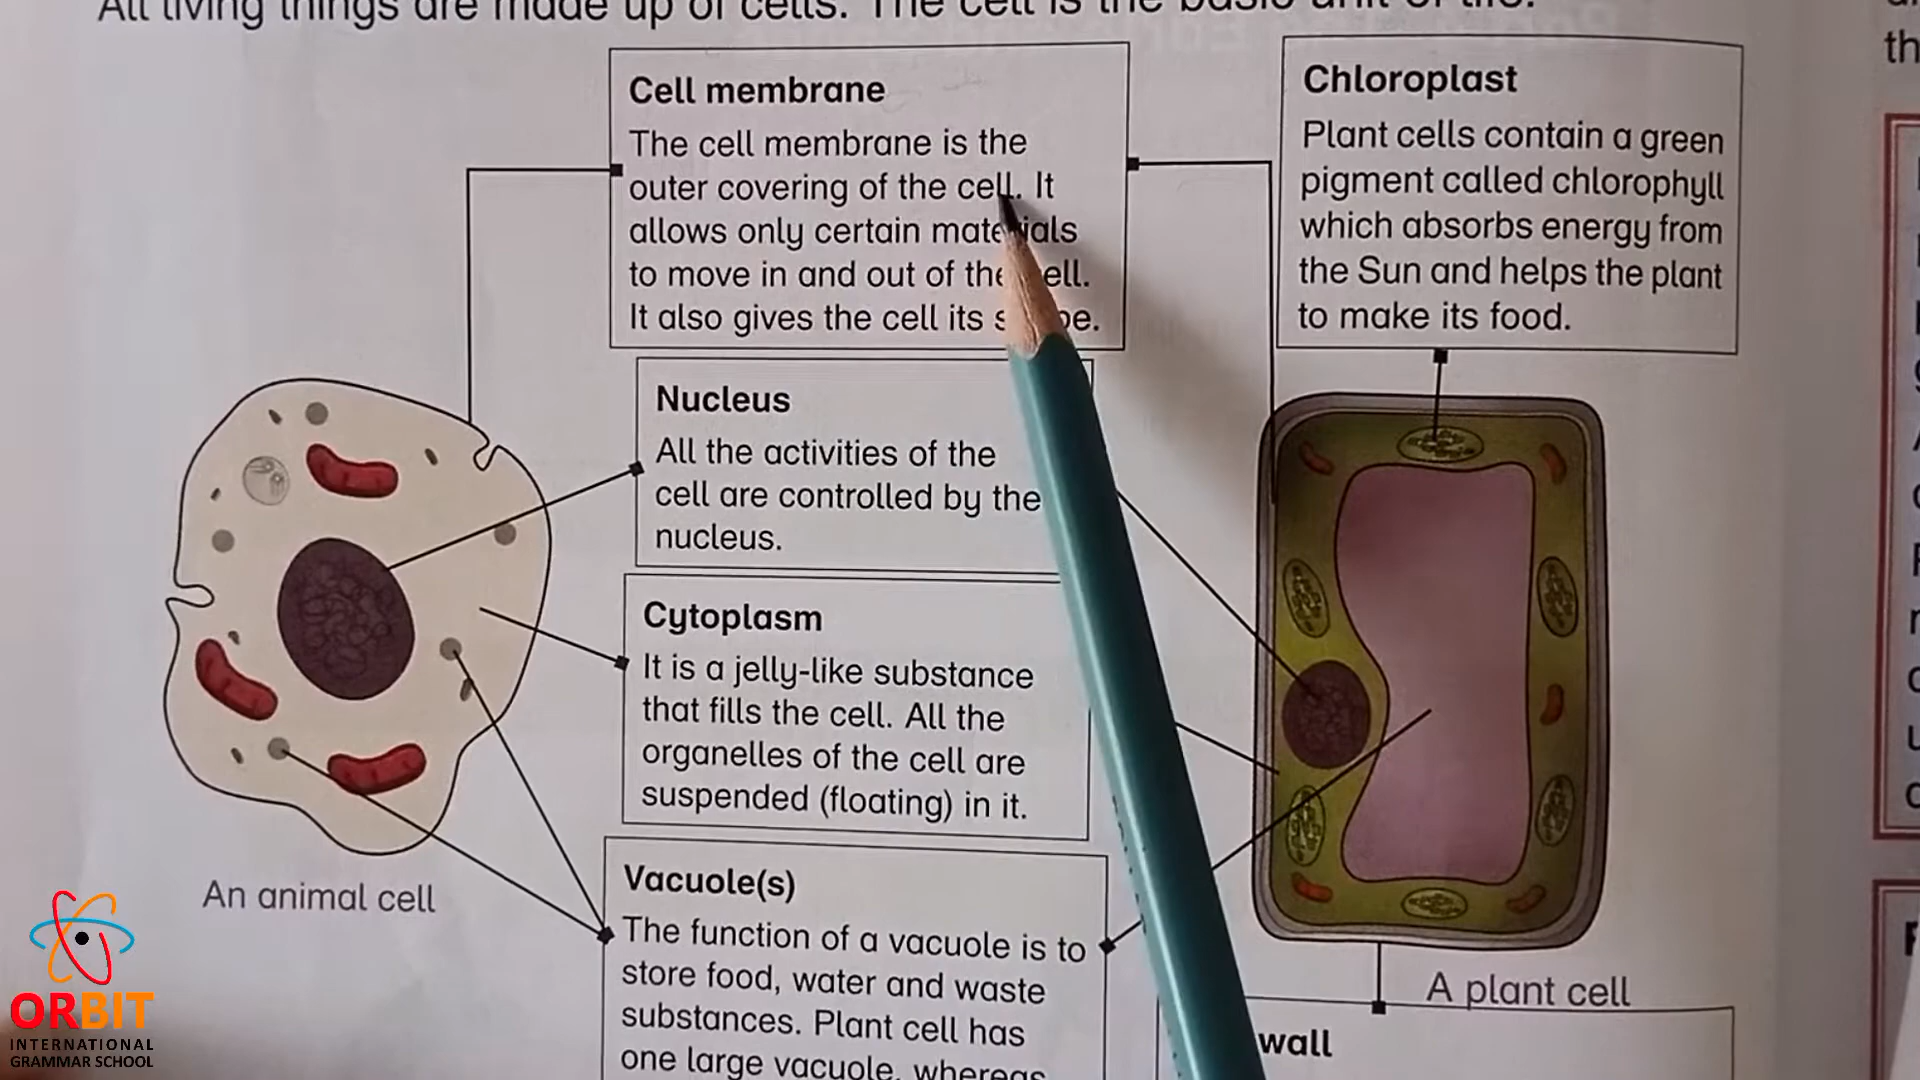 All living things are made up of cells. The cell is the basic unit of life.
Cell membrane
The cell membrane is the
outer covering of the cell. It
allows only certain materials
to move in and out of the cell.
It also gives the cell its
Chloroplast
Plant cells contain a green
pigment called chlorophyll
which absorbs energy from
the Sun and helps the plant
to make its food.
Nucleus
All the activities of the
cell are controlled by the
nucleus.
Cytoplasm
It is a jelly-like substance
that fills the cell. All the
organelles of the cell are
suspended (floating) in it.
Vacuole(s)
The function of a vacuole is to
store food, water and waste
substances. Plant cell has
one large vacuole, whereas
An animal cell
A plant cell
wall
th
ORBIT
INTERNATIONAL
GRAMMAR SCHOOL